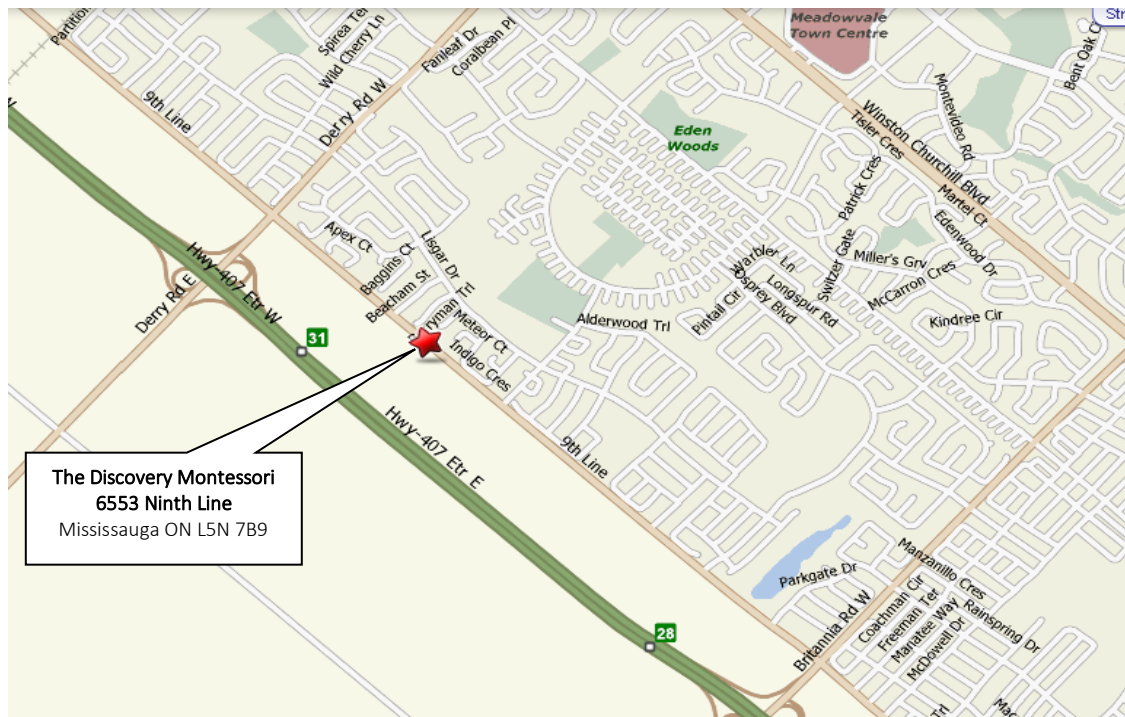 Meadowvale
Town Centre
Str
Spirea Ter
Wild Cherry Ln
Fairleaf Dr
Coralbean Pl
Derry Rd W
9th Line
Bent Oak C
Montevideo Rd
Winston Churchill Blvd
Tisler Cres
Eden
Woods
Patrick Cres
Martel Ct
Edenwood Dr
Apex Ct
Lisgar Dr
Baggins Ct
Beacham St
Hwy-407 Etr W
Derry Rd E
Warbler Ln
Switzer Gate
Miller's Grv
McCarron Cres
Longspur Rd
Osprey Blvd
Pintail Cir
Kindree Cir
Alderwood Trl
ryman Trl
Meteor Ct
Indigo Cres
31
Hwy-407 Etr E
9th Line
The Discovery Montessori
6553 Ninth Line
Mississauga ON L5N 7B9
Parkgate Dr
Manzanillo Cres
Coachman Cir
Freeman Ter
Manatee Way
McDowell Dr
Rainspring Dr
Britannia Rd W
28
Trl